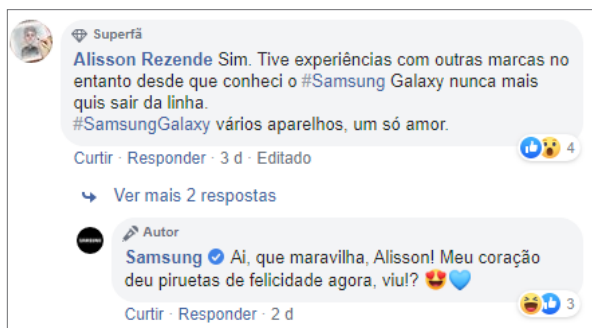 Superfã
Alisson Rezende Sim. Tive experiências com outras marcas no
entanto desde que conheci o #Samsung Galaxy nunca mais
quis sair da linha.
#SamsungGalaxy vários aparelhos, um só amor.
4
Curtir · Responder · 3 d · Editado
Ver mais 2 respostas
Autor
SAMSUNG
Samsung Ai, que maravilha, Alisson! Meu coração
deu piruetas de felicidade agora, viu!? 😍💙
3
Curtir · Responder · 2 d